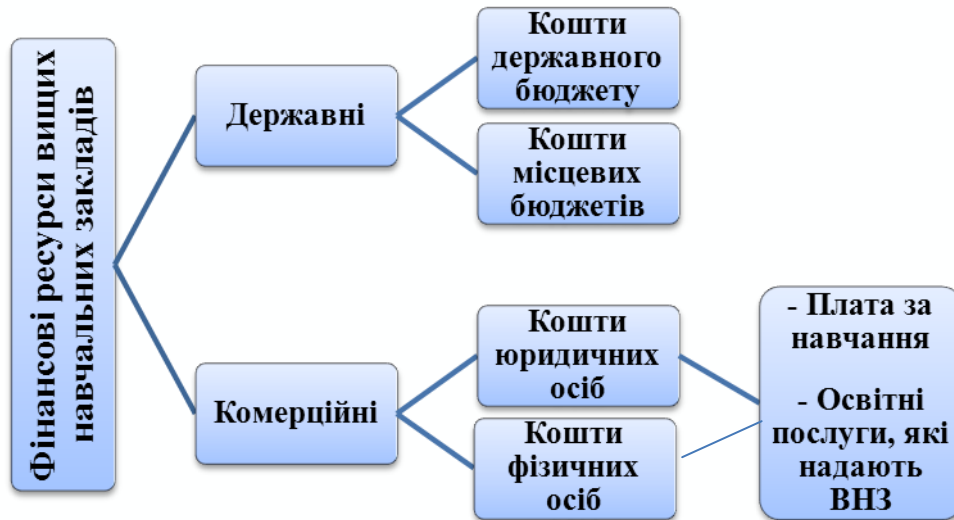 Фінансові ресурси вищих
навчальних закладів
Державні
Кошти
державного
бюджету
Кошти
місцевих
бюджетів
Комерційні
Кошти
юридичних
осіб
Кошти
фізичних
осіб
- Плата за
навчання
- Освітні
послуги, які
надають
ВНЗ